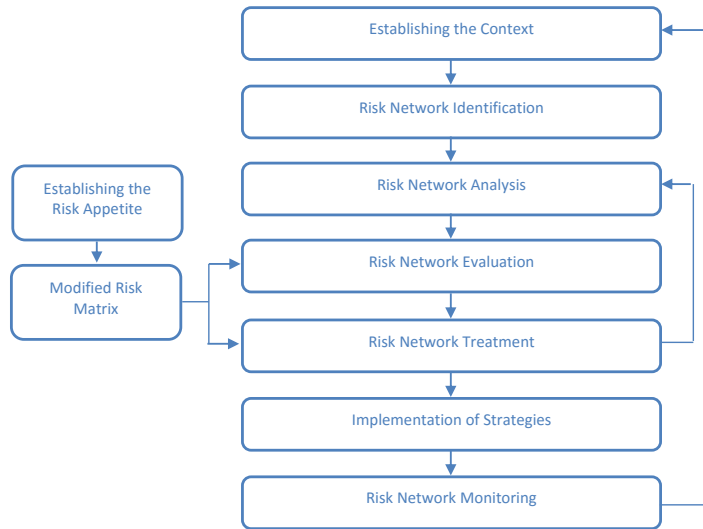 Establishing the Context
Risk Network Identification
Risk Network Analysis
Establishing the
Risk Appetite
Risk Network Evaluation
Modified Risk
Matrix
Risk Network Treatment
Implementation of Strategies
Risk Network Monitoring